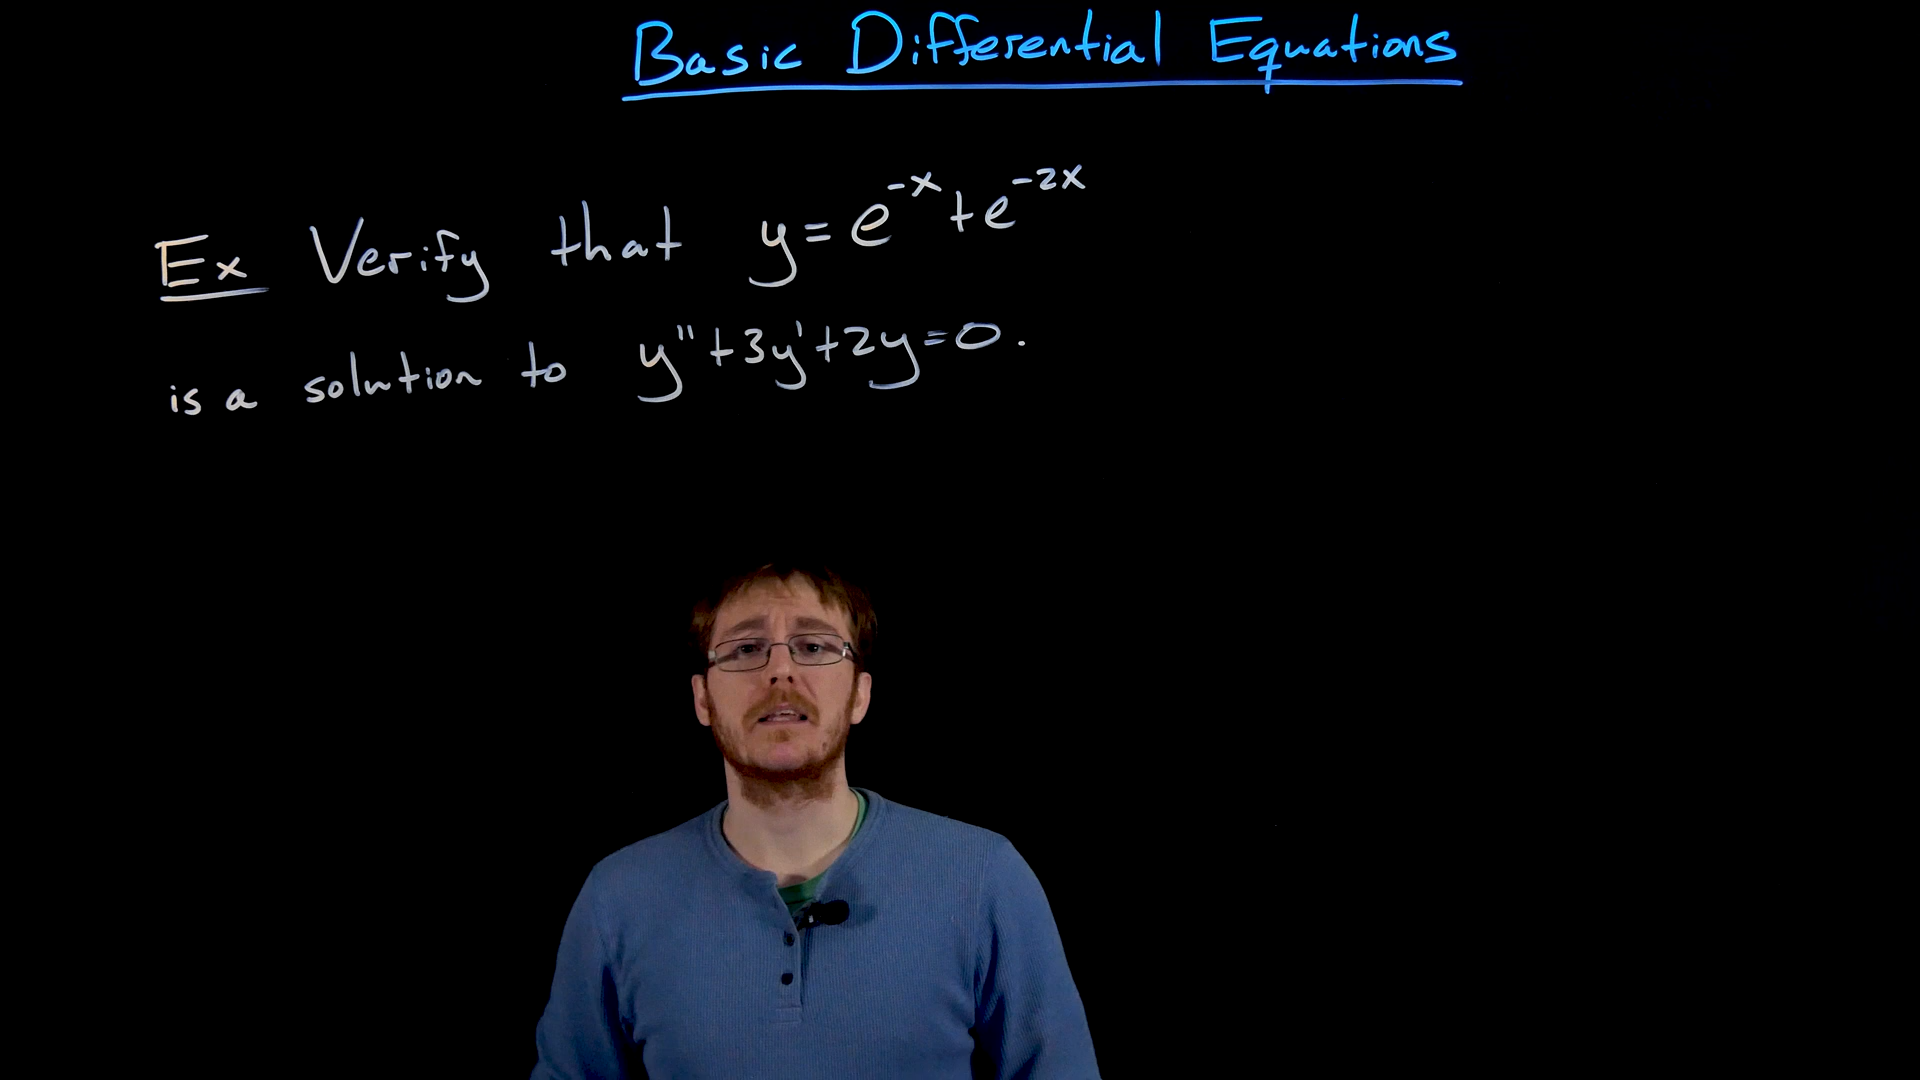 Basic Differential Equations
Ex Verify that y = e^{-x} + e^{-2x}
is a solution to y'' + 3y' + 2y = 0.